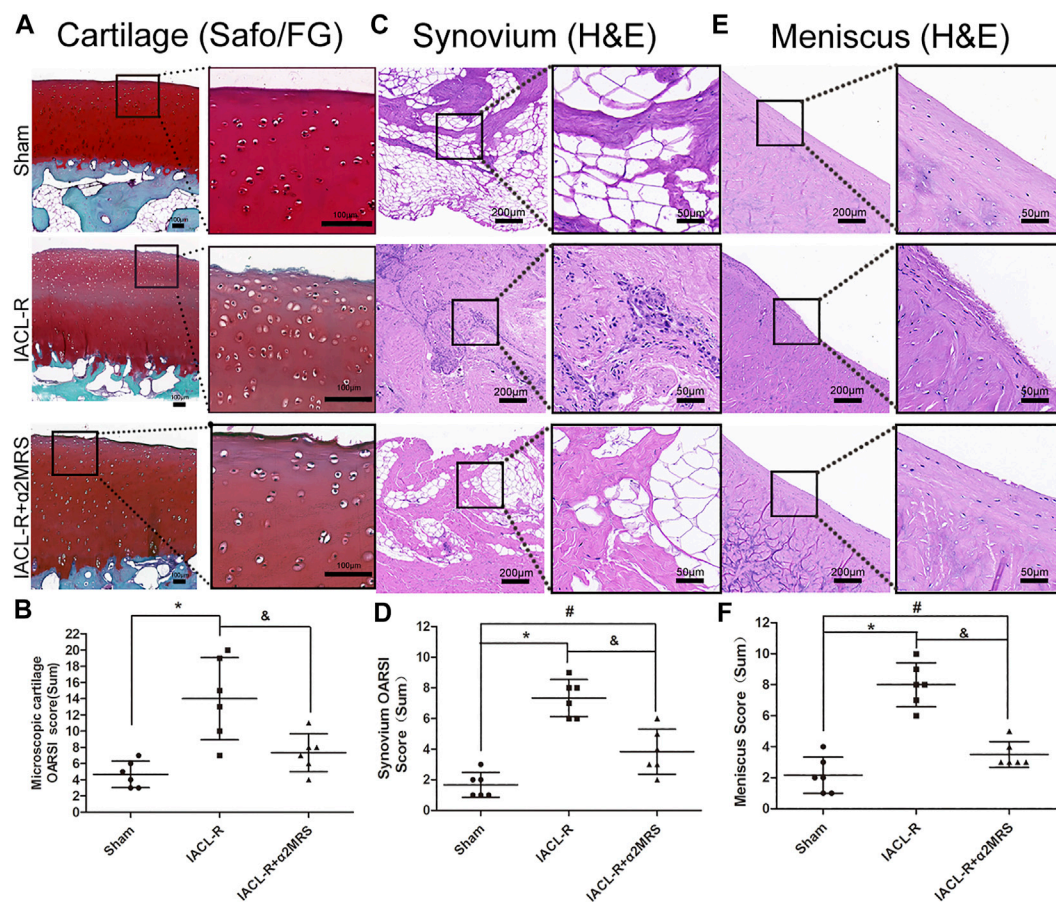 A Cartilage (Safo/FG) C Synovium (H&E) E Meniscus (H&E)
Sham
100μm 100μm 200μm 50μm 200μm 50μm
IACL-R
100μm 100μm 200μm 50μm 200μm 50μm
IACL-R+α2MRS
100μm 100μm 200μm 50μm 200μm 50μm
B
Microscopic cartilage
OARSI score(Sum)
24
22
20
18
16
14
12
10
8
6
4
2
0
* &
Sham
IACL-R
IACL-R+α2MRS
D
Synovium OARSI
Score (Sum)
12
10
8
6
4
2
0
#
* &
Sham
IACL-R
IACL-R+α2MRS
F
Meniscus Score (Sum)
12
10
8
6
4
2
0
#
* &
Sham
IACL-R
IACL-R+α2MRS